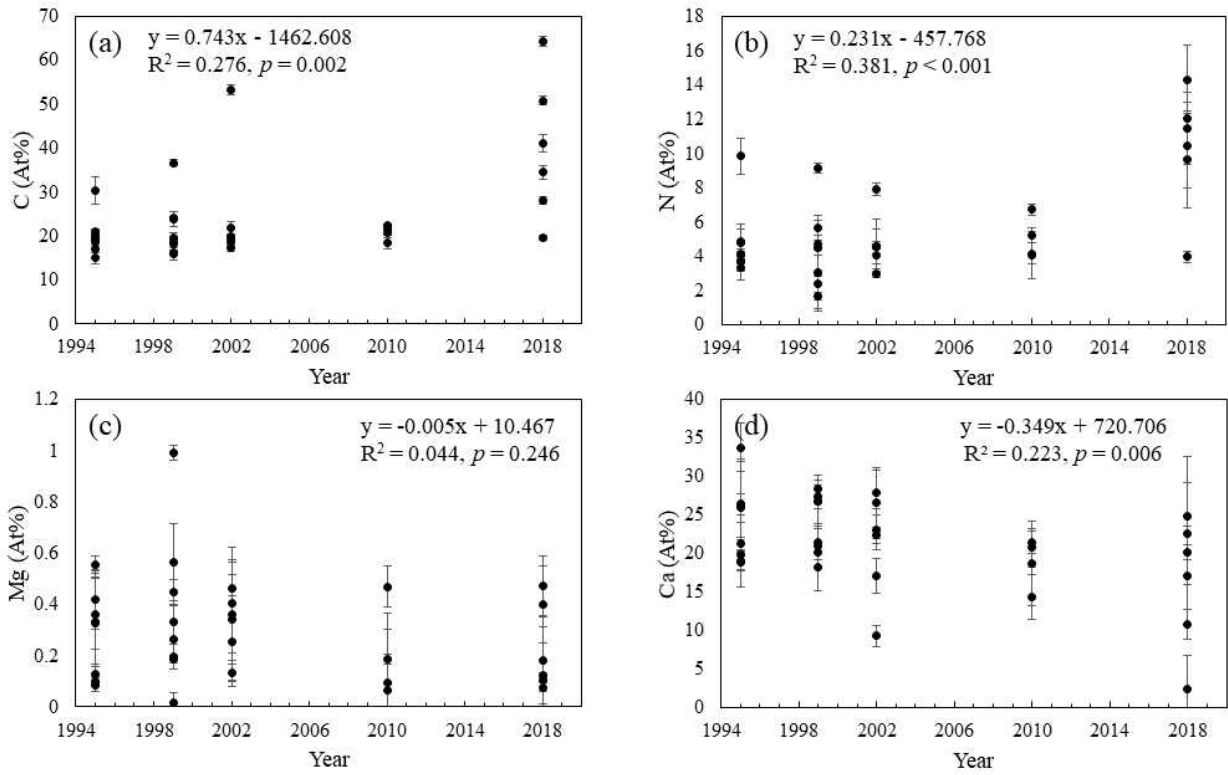 (a)
y = 0.743x - 1462.608
R² = 0.276, p = 0.002
C (At%)
70
60
50
40
30
20
10
0
1994 1998 2002 2006 2010 2014 2018
Year
(b)
y = 0.231x - 457.768
R² = 0.381, p < 0.001
N (At%)
18
16
14
12
10
8
6
4
2
0
1994 1998 2002 2006 2010 2014 2018
Year
(c)
y = -0.005x + 10.467
R² = 0.044, p = 0.246
Mg (At%)
1.2
1
0.8
0.6
0.4
0.2
0
1994 1998 2002 2006 2010 2014 2018
Year
(d)
y = -0.349x + 720.706
R² = 0.223, p = 0.006
Ca (At%)
40
35
30
25
20
15
10
5
0
1994 1998 2002 2006 2010 2014 2018
Year